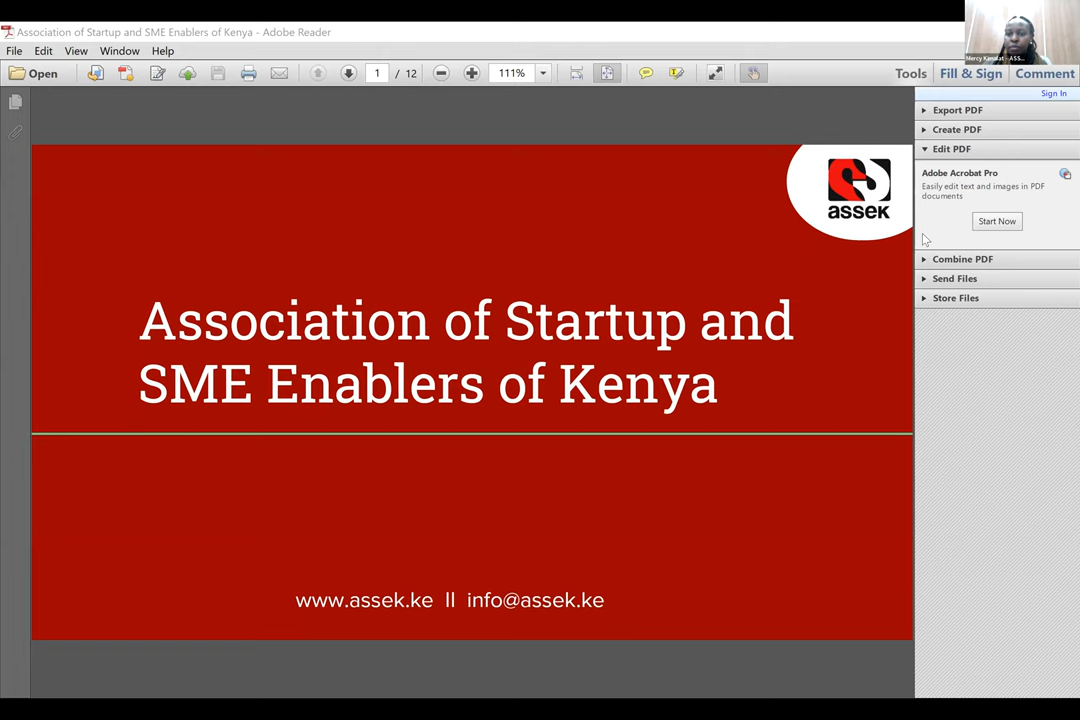 Association of Startup and SME Enablers of Kenya - Adobe Reader
File Edit View Window Help
Open 1 / 12 111% Tools Fill & Sign Comment
Sign In
Export PDF
Create PDF
Edit PDF
Adobe Acrobat Pro
Easily edit text and images in PDF
documents
Start Now
Combine PDF
Send Files
Store Files
assek
Association of Startup and
SME Enablers of Kenya
www.assek.ke || info@assek.ke